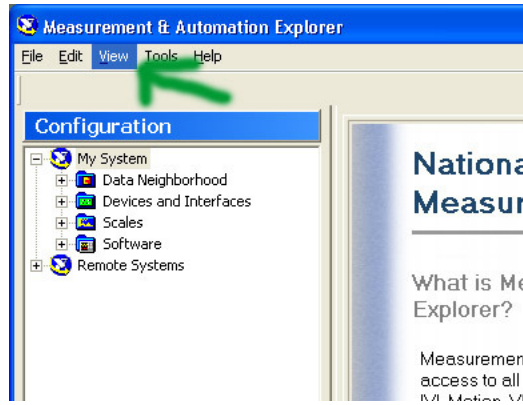 Measurement & Automation Explorer
File Edit View Tools Help
Configuration
My System
Data Neighborhood
Devices and Interfaces
Scales
Software
Remote Systems
Nationa
Measur
What is Me
Explorer?
Measuremen
access to all